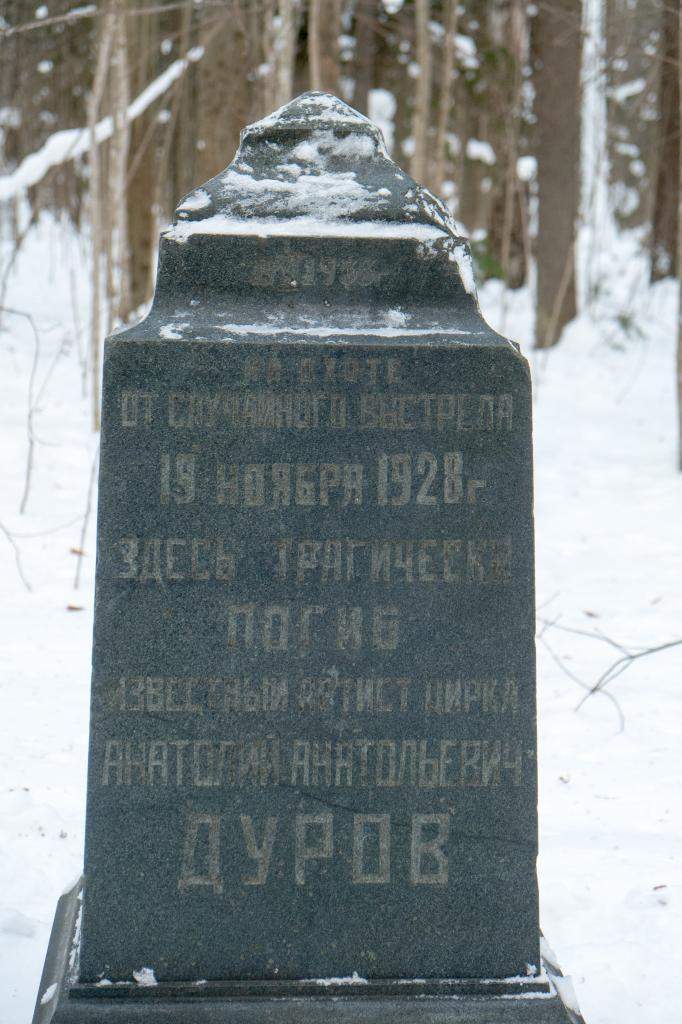 НА ОХОТЕ
ОТ СЛУЧАЙНОГО ВЫСТРЕЛА
19 НОЯБРЯ 1928 г
ЗДЕСЬ ТРАГИЧЕСКИ
ПОГИБ
ИЗВЕСТНЫЙ АРТИСТ ЦИРКА
АНАТОЛИЙ АНАТОЛЬЕВИЧ
ДУРОВ